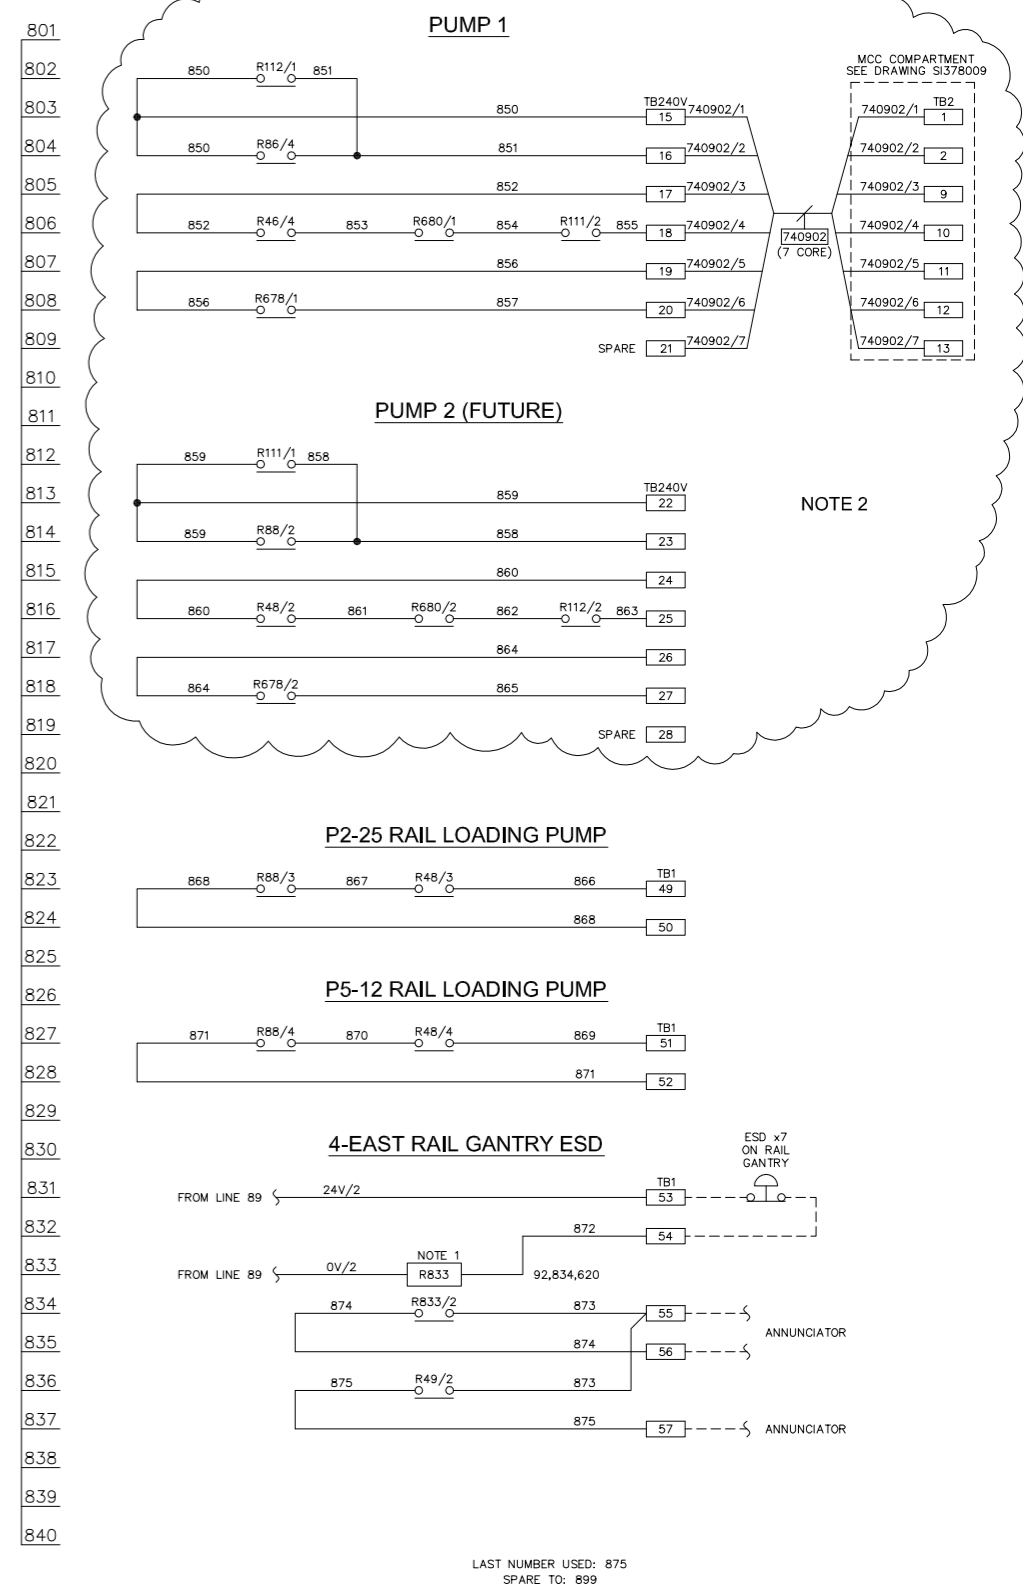 801
PUMP 1
MCC COMPARTMENT
SEE DRAWING SI378009
802
850 R112/1 851
803
850 TB240V 15 740902/1 740902/1 TB2 1
804
850 R86/4 851 16 740902/2 740902/2 2
805
852 17 740902/3 740902/3 9
806
852 R46/4 853 R680/1 854 R111/2 855 18 740902/4 740902/4 10
740902
(7 CORE)
807
856 19 740902/5 740902/5 11
808
856 R678/1 857 20 740902/6 740902/6 12
809
SPARE 21 740902/7 740902/7 13
810
811
PUMP 2 (FUTURE)
812
859 R111/1 858
813
859 TB240V 22
NOTE 2
814
859 R88/2 858 23
815
860 24
816
860 R48/2 861 R680/2 862 R112/2 863 25
817
864 26
818
864 R678/2 865 27
819
SPARE 28
820
821
822
P2-25 RAIL LOADING PUMP
823
868 R88/3 867 R48/3 866 TB1 49
824
868 50
825
826
P5-12 RAIL LOADING PUMP
827
871 R88/4 870 R48/4 869 TB1 51
828
871 52
829
830
4-EAST RAIL GANTRY ESD
ESD x7
ON RAIL
GANTRY
831
FROM LINE 89 24V/2 TB1 53
832
872 54
833
FROM LINE 89 0V/2 NOTE 1 R833 92,834,620
834
874 R833/2 873 55
ANNUNCIATOR
835
874 56
836
875 R49/2 873
837
875 57 ANNUNCIATOR
838
839
840
LAST NUMBER USED: 875
SPARE TO: 899